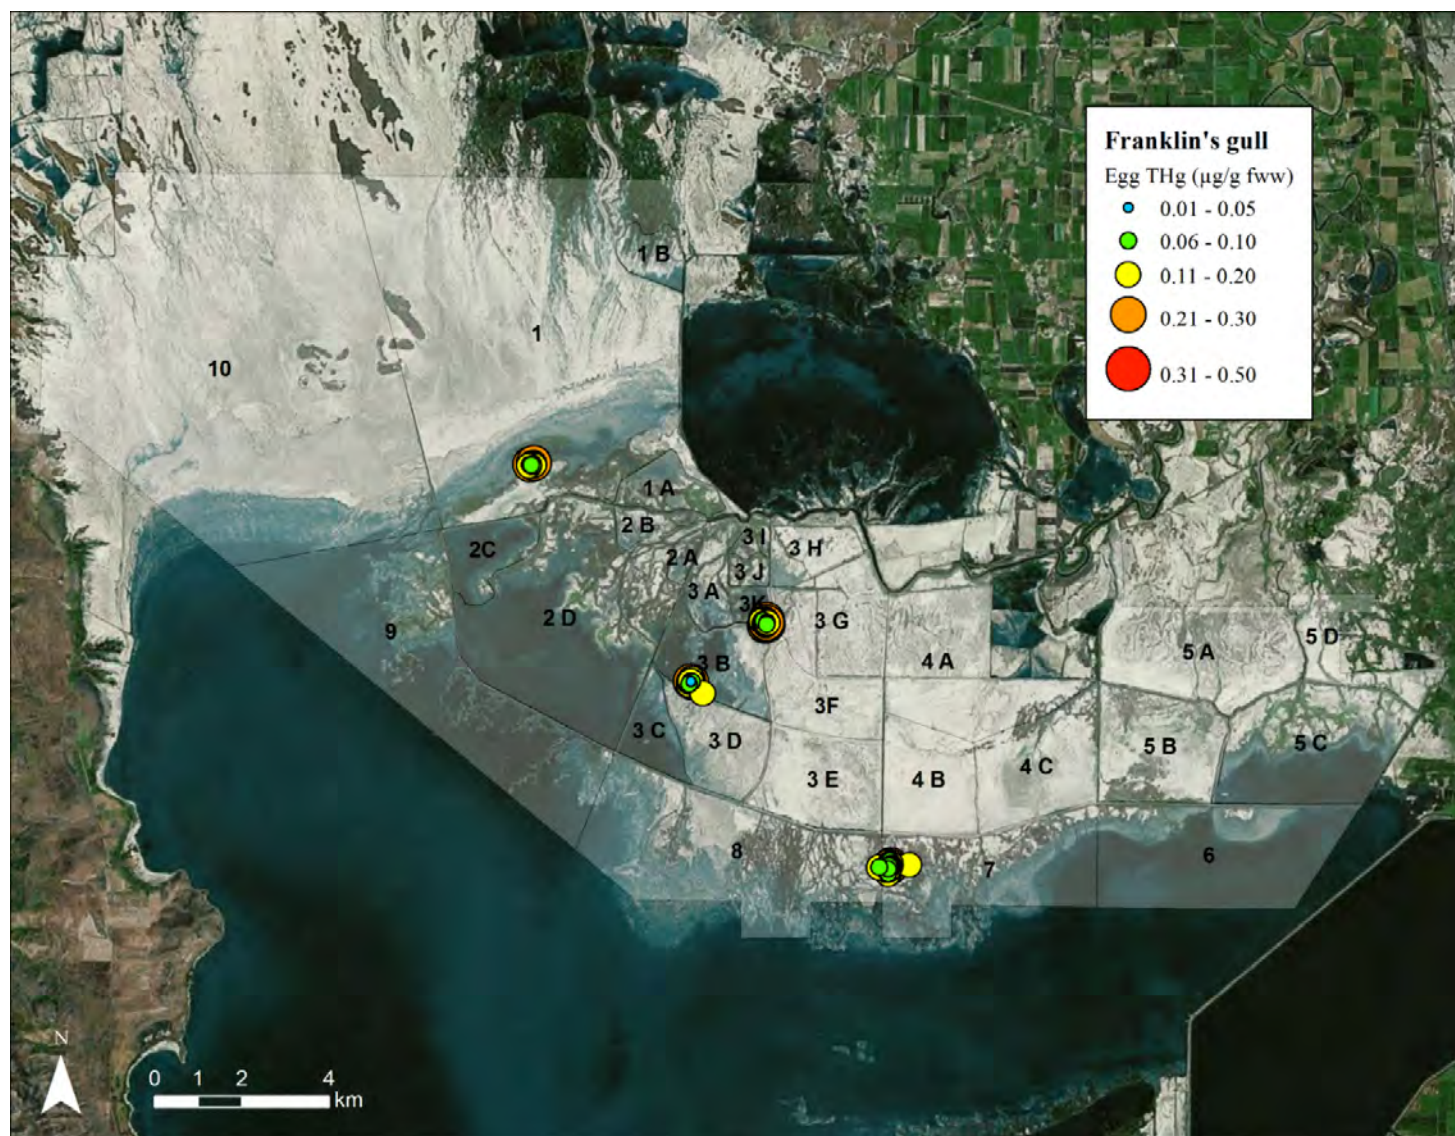 Franklin's gull
Egg THg (µg/g fww)
0.01 - 0.05
0.06 - 0.10
0.11 - 0.20
0.21 - 0.30
0.31 - 0.50
1 B
1
10
1 A
2 B
2C
3 I
3 H
2 A
3 J
3 A
3K
2 D
3 G
9
5 D
5 A
4 A
3 B
3F
3 C
3 D
5 B
5 C
4 C
3 E
4 B
8
6
7
N
0 1 2 4
km